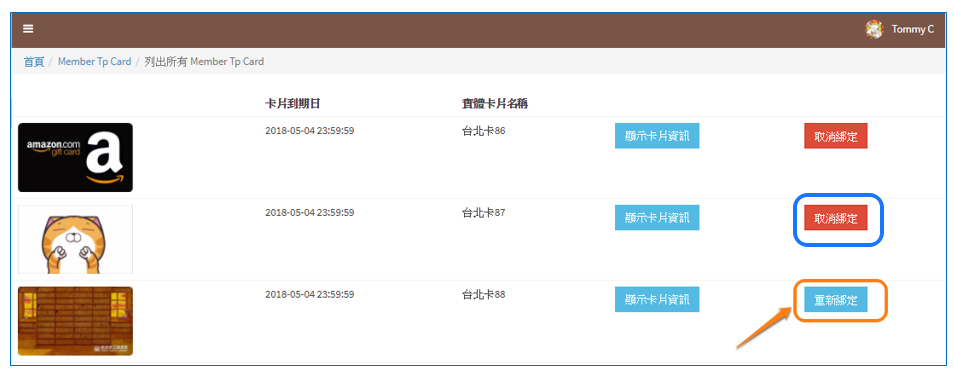 Tommy C
首頁 / Member Tp Card / 列出所有 Member Tp Card
卡片到期日 實體卡片名稱
amazon.com
gift card
a
2018-05-04 23:59:59 台北卡86 顯示卡片資訊 取消綁定
2018-05-04 23:59:59 台北卡87 顯示卡片資訊 取消綁定
2018-05-04 23:59:59 台北卡88 顯示卡片資訊 重新綁定